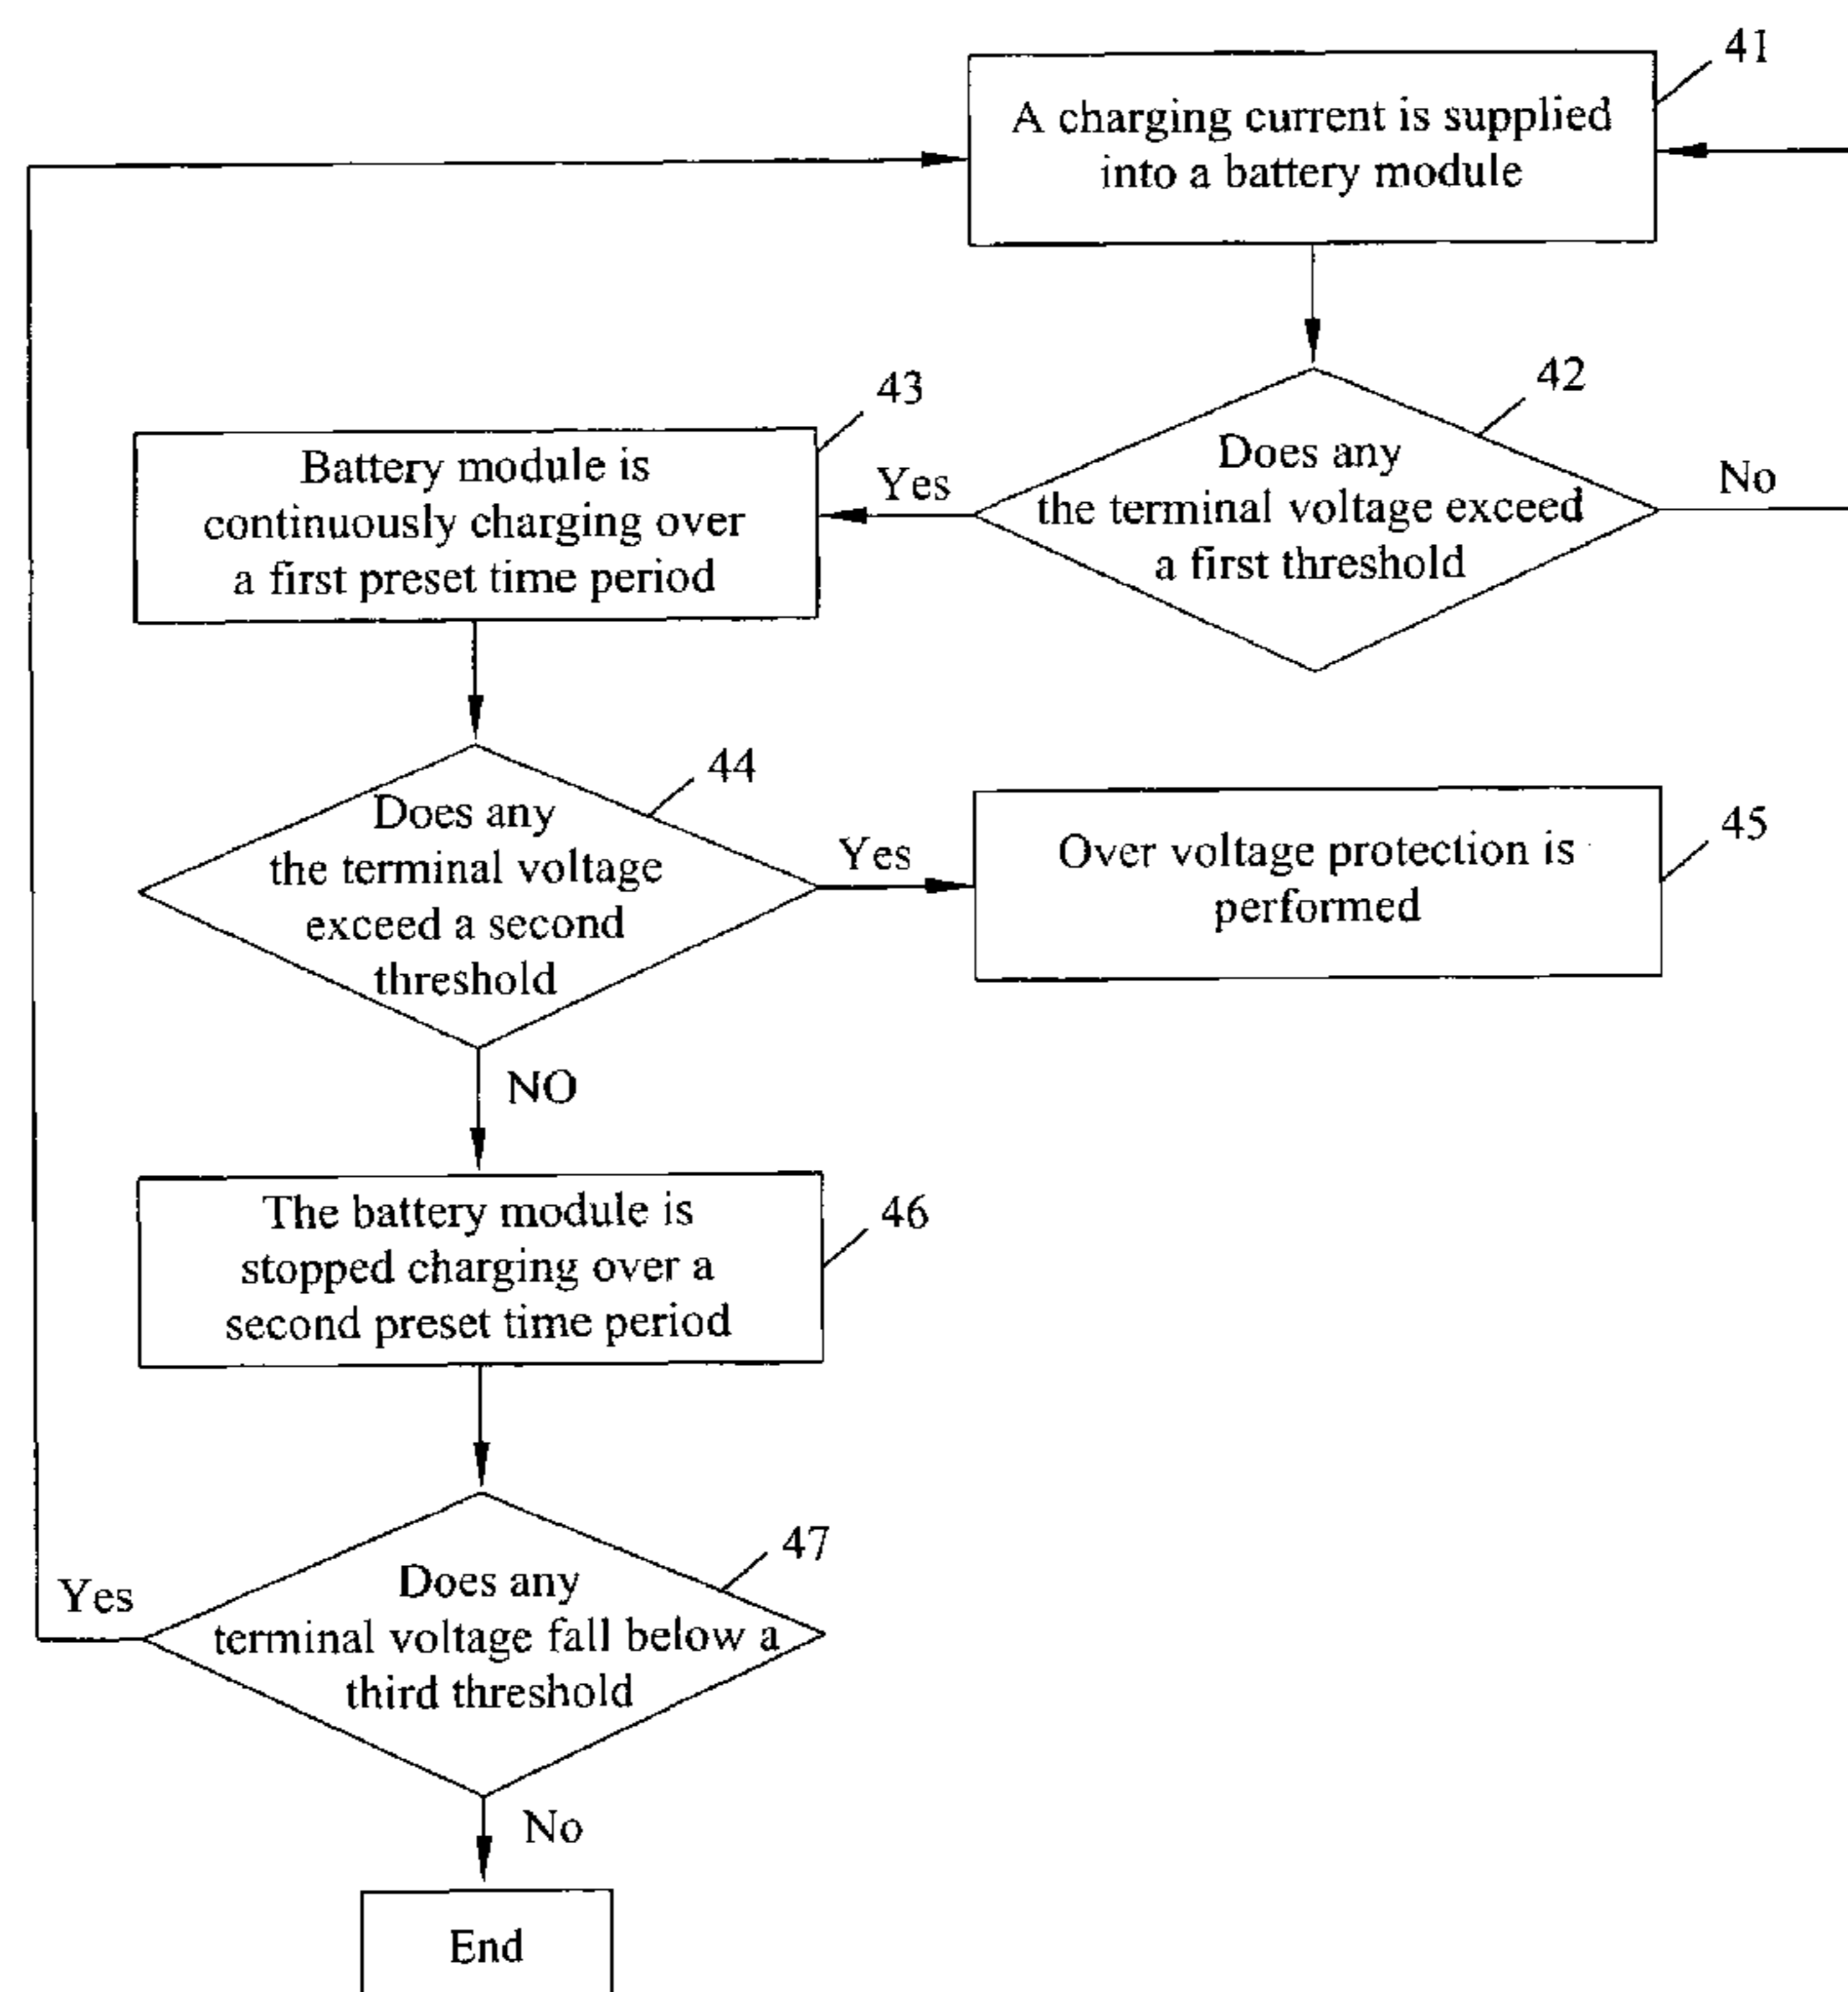 41
A charging current is supplied
into a battery module
42
Does any
the terminal voltage exceed
a first threshold
No
Yes
43
Battery module is
continuously charging over
a first preset time period
44
Does any
the terminal voltage
exceed a second
threshold
Yes
45
Over voltage protection is
performed
NO
46
The battery module is
stopped charging over a
second preset time period
47
Does any
terminal voltage fall below a
third threshold
Yes
No
End